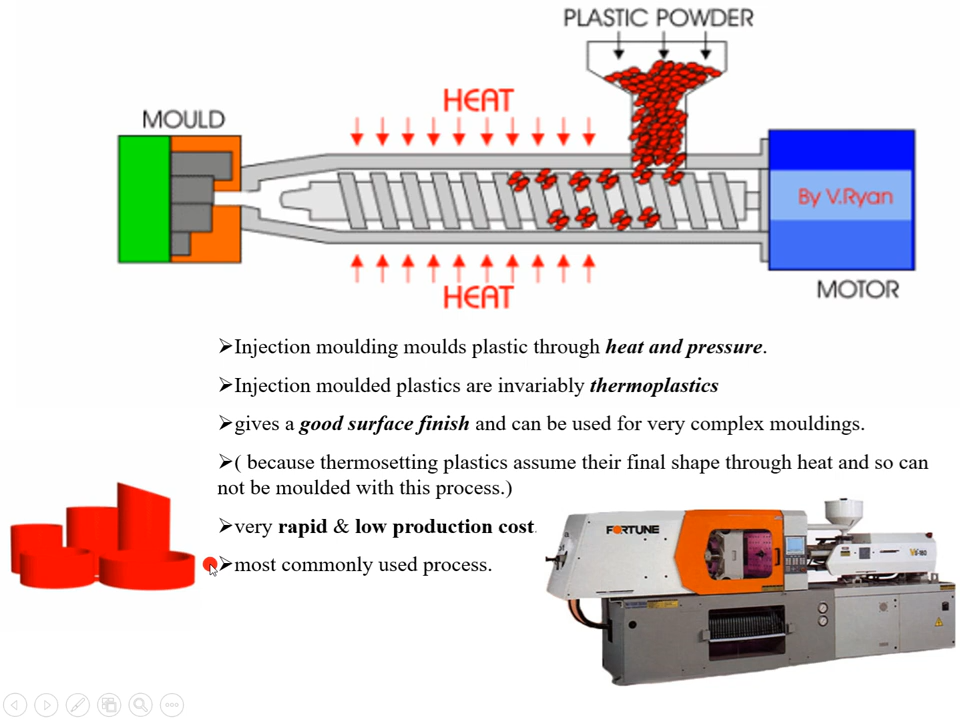 PLASTIC POWDER
HEAT
MOULD
By V.Ryan
MOTOR
HEAT
➢Injection moulding moulds plastic through heat and pressure.
➢Injection moulded plastics are invariably thermoplastics
➢gives a good surface finish and can be used for very complex mouldings.
➢( because thermosetting plastics assume their final shape through heat and so can
not be moulded with this process.)
➢very rapid & low production cost.
➢most commonly used process.
FORTUNE